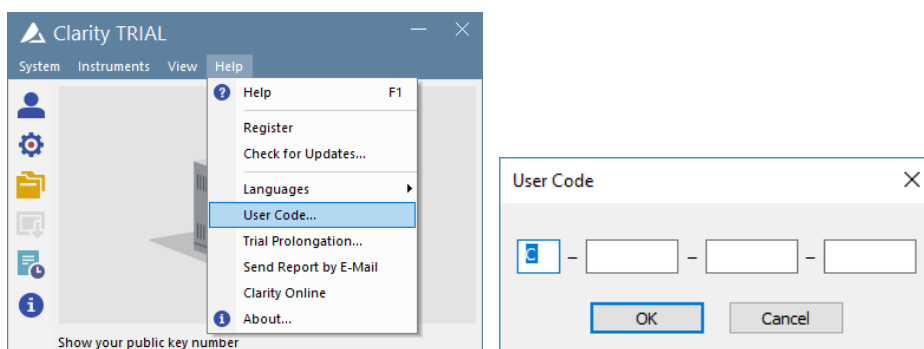 Clarity TRIAL
System Instruments View Help
Help F1
Register
Check for Updates...
Languages
User Code...
Trial Prolongation...
Send Report by E-Mail
Clarity Online
About...
Show your public key number
User Code
C – – –
OK Cancel